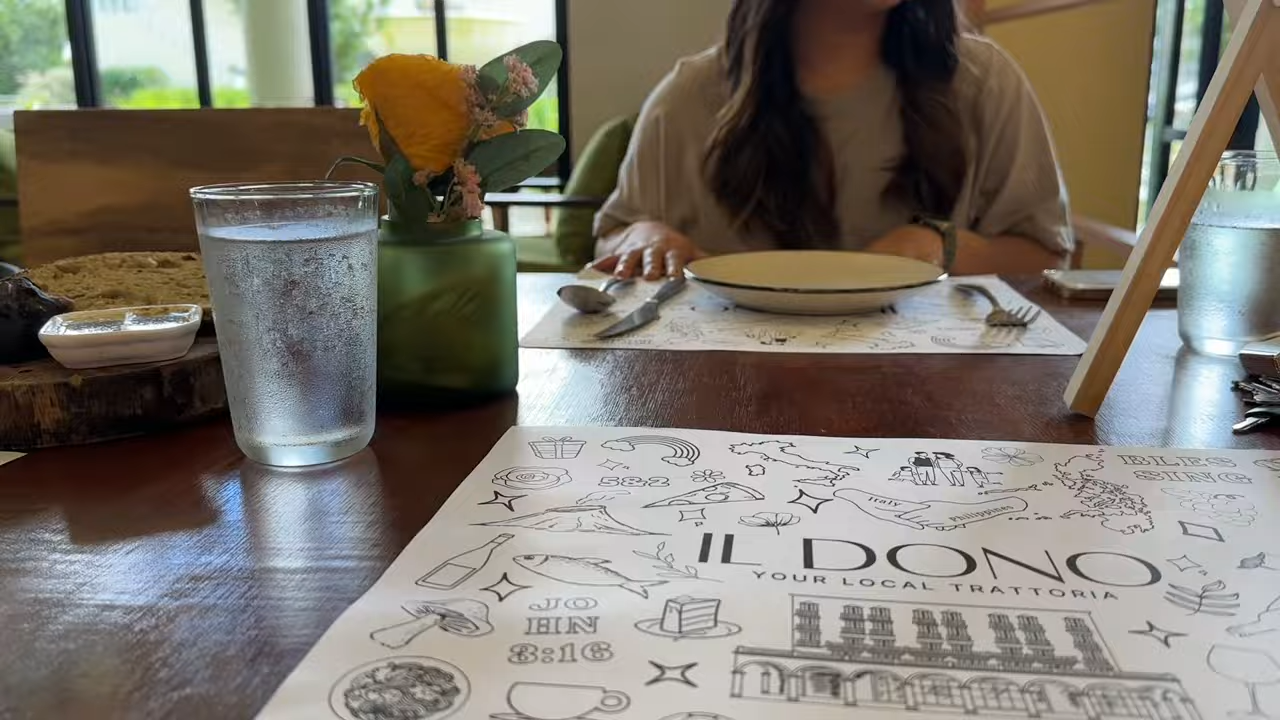 BLES
SING
582
Italy
Philippines
IL DONO
YOUR LOCAL TRATTORIA
JO
HN
3:16